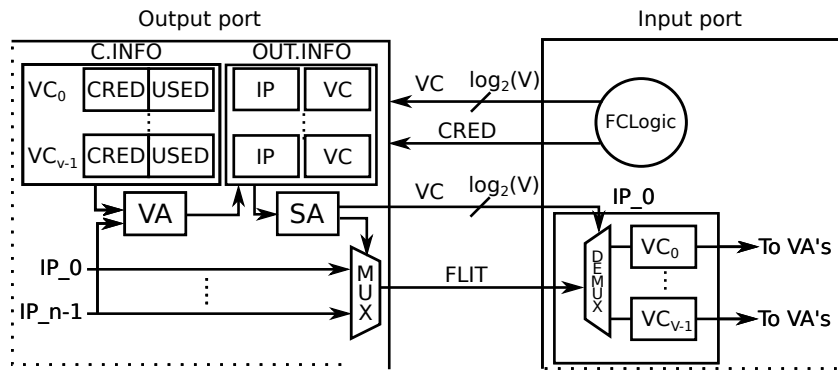 Output port
Input port
C.INFO
OUT.INFO
VC0 CRED USED
IP VC
VCv-1 CRED USED
IP VC
VC log2(V)
CRED
FCLogic
VA
SA
VC log2(V)
IP_0
IP_0
IP_n-1
MUX
FLIT
DEMUX
VC0
To VA's
VCV-1
To VA's